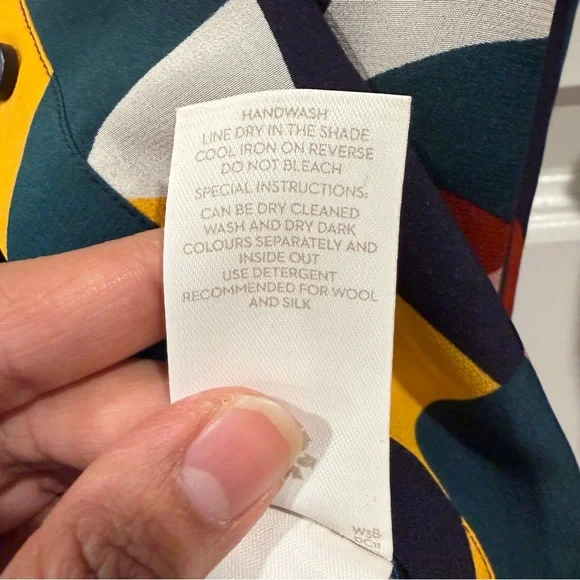 HANDWASH
LINE DRY IN THE SHADE
COOL IRON ON REVERSE
DO NOT BLEACH
SPECIAL INSTRUCTIONS:
CAN BE DRY CLEANED
WASH AND DRY DARK
COLOURS SEPARATELY AND
INSIDE OUT
USE DETERGENT
RECOMMENDED FOR WOOL
AND SILK